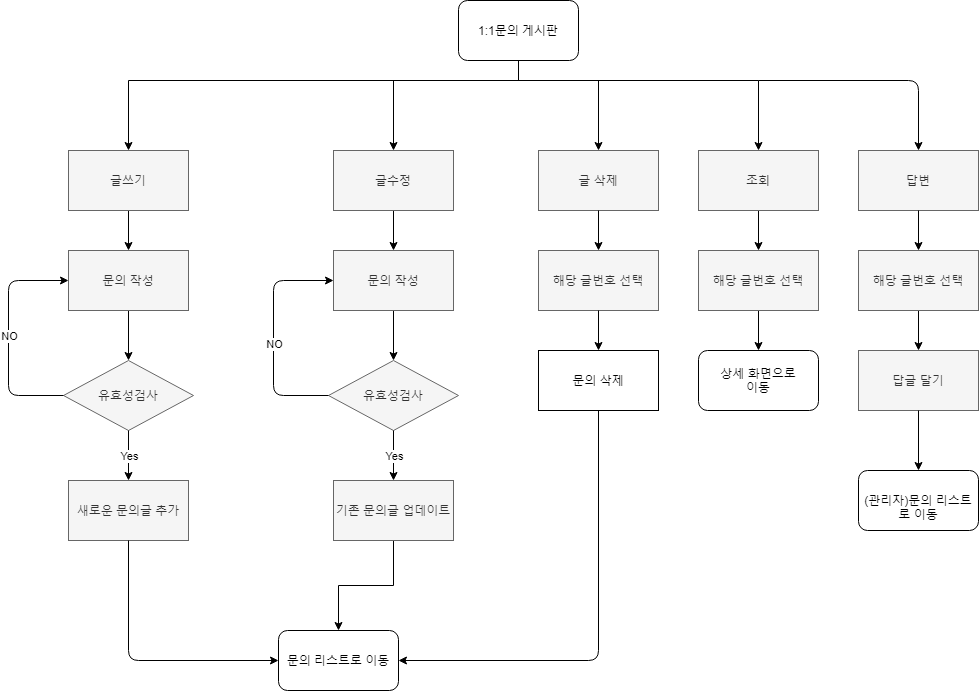 1:1문의 게시판
글쓰기
글수정
글 삭제
조회
답변
문의 작성
문의 작성
해당 글번호 선택
해당 글번호 선택
해당 글번호 선택
NO
NO
유효성검사
유효성검사
문의 삭제
상세 화면으로
이동
답글 달기
Yes
Yes
새로운 문의글 추가
기존 문의글 업데이트
(관리자)문의 리스트
로 이동
문의 리스트로 이동